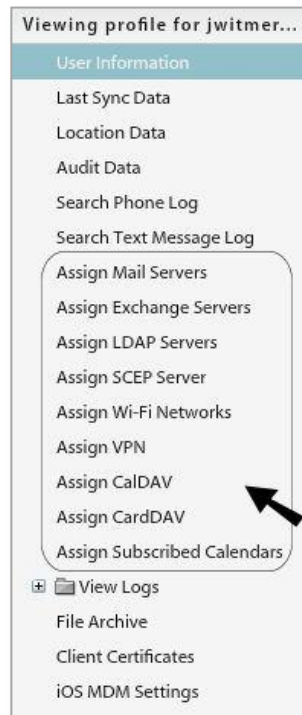 Viewing profile for jwitmer...
User Information
Last Sync Data
Location Data
Audit Data
Search Phone Log
Search Text Message Log
Assign Mail Servers
Assign Exchange Servers
Assign LDAP Servers
Assign SCEP Server
Assign Wi-Fi Networks
Assign VPN
Assign CalDAV
Assign CardDAV
Assign Subscribed Calendars
View Logs
File Archive
Client Certificates
iOS MDM Settings